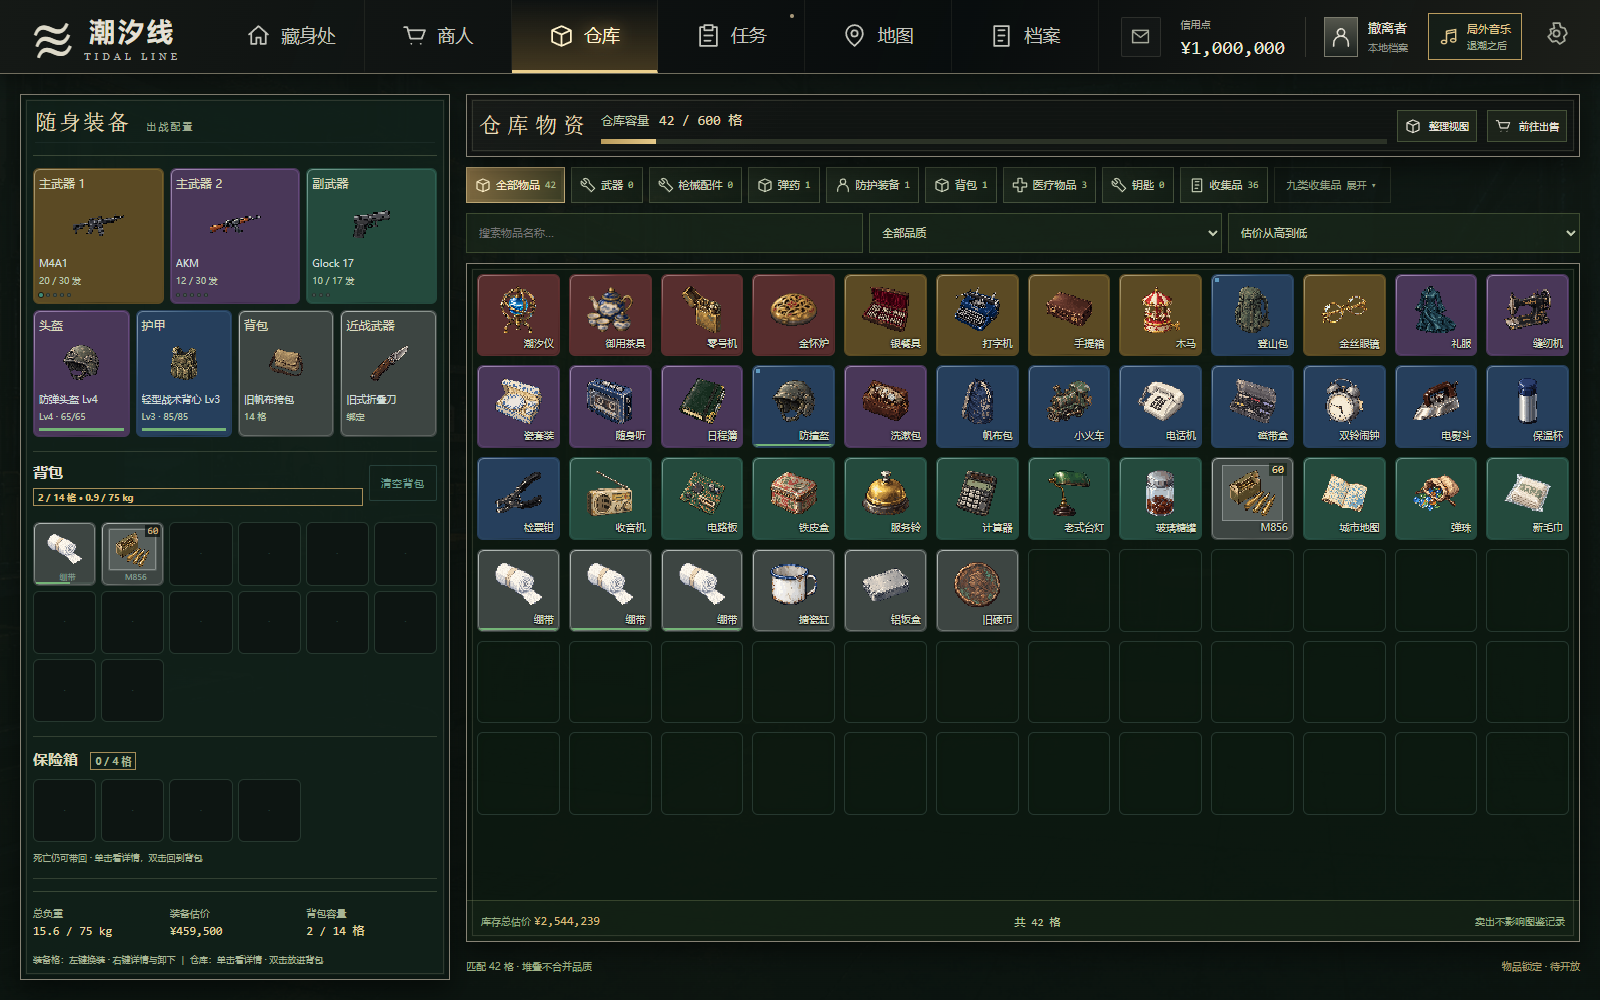 潮汐线
TIDAL LINE
藏身处
商人
仓库
任务
地图
档案
信用点
¥1,000,000
撤离者
本地档案
局外音乐
退潮之后
随身装备 出战配置
主武器 1
M4A1
20 / 30 发
主武器 2
AKM
12 / 30 发
副武器
Glock 17
10 / 17 发
头盔
防弹头盔 Lv4
Lv4 · 65/65
护甲
轻型战术背心 Lv3
Lv3 · 85/85
背包
旧帆布挎包
14 格
近战武器
旧式折叠刀
绑定
背包
2 / 14 格 • 0.9 / 75 kg
清空背包
绷带
60
M856
保险箱 0 / 4 格
死亡仍可带回 · 单击看详情，双击回到背包
总负重
15.6 / 75 kg
装备估价
¥459,500
背包容量
2 / 14 格
装备格：左键换装 · 右键详情与卸下 | 仓库：单击看详情 · 双击放进背包
仓库物资
仓库容量 42 / 600 格
整理视图
前往出售
全部物品 42
武器 0
枪械配件 0
弹药 1
防护装备 1
背包 1
医疗物品 3
钥匙 0
收集品 36
九类收集品 展开
搜索物品名称...
全部品质
估价从高到低
潮汐仪
御用茶具
零号机
金怀炉
银餐具
打字机
手提箱
木马
登山包
金丝眼镜
礼服
缝纫机
瓷套装
随身听
日程簿
防撞盔
洗漱包
帆布包
小火车
电话机
磁带盒
双铃闹钟
电熨斗
保温杯
检票钳
收音机
电路板
铁皮盒
服务铃
计算器
老式台灯
玻璃糖罐
60
M856
城市地图
弹珠
新毛巾
绷带
绷带
绷带
搪瓷缸
铝饭盒
旧硬币
库存总估价 ¥2,544,239
共 42 格
卖出不影响图鉴记录
匹配 42 格 · 堆叠不合并品质
物品锁定 · 待开放